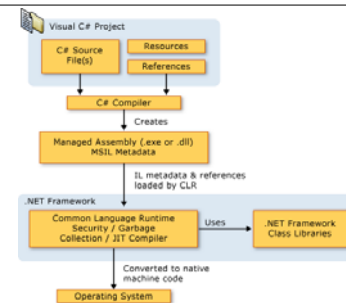 Visual C# Project
C# Source
File(s)
Resources
References
C# Compiler
Creates
Managed Assembly (.exe or .dll)
MSIL Metadata
IL metadata & references
loaded by CLR
.NET Framework
Common Language Runtime
Security / Garbage
Collection / JIT Compiler
Uses
.NET Framework
Class Libraries
Converted to native
machine code
Operating System